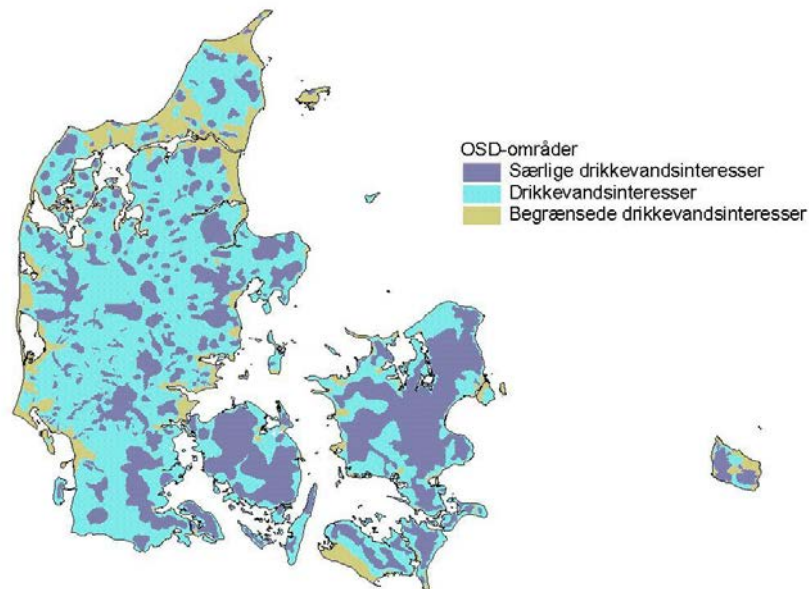 OSD-områder
Særlige drikkevandsinteresser
Drikkevandsinteresser
Begrænsede drikkevandsinteresser